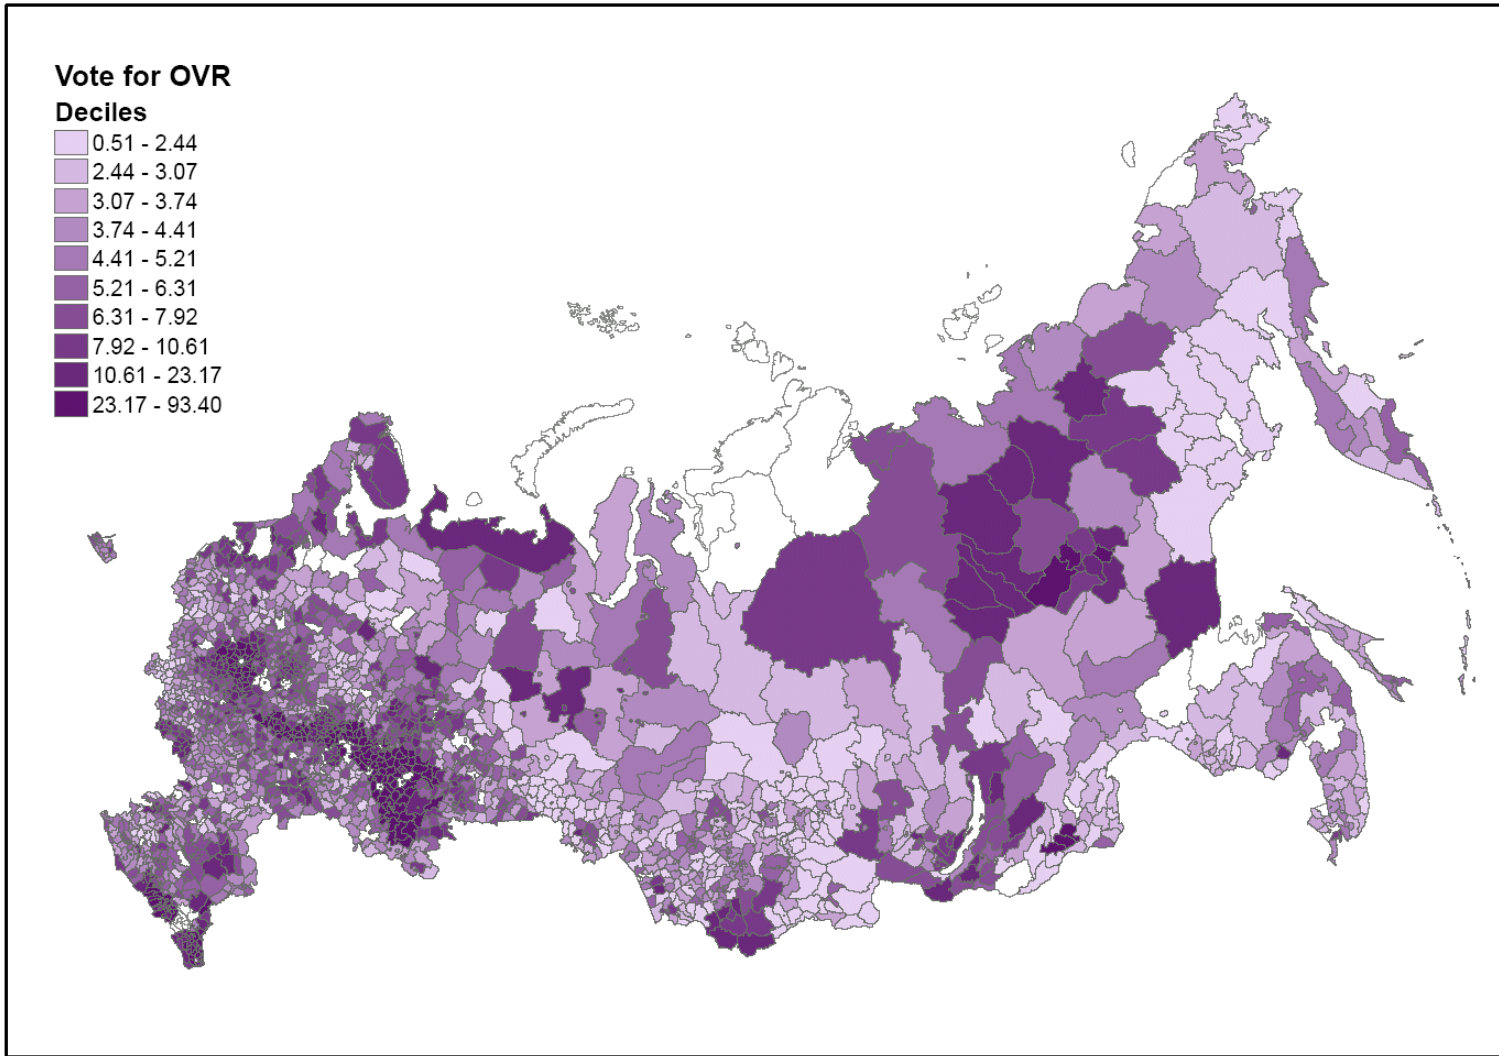 Vote for OVR
Deciles
0.51 - 2.44
2.44 - 3.07
3.07 - 3.74
3.74 - 4.41
4.41 - 5.21
5.21 - 6.31
6.31 - 7.92
7.92 - 10.61
10.61 - 23.17
23.17 - 93.40